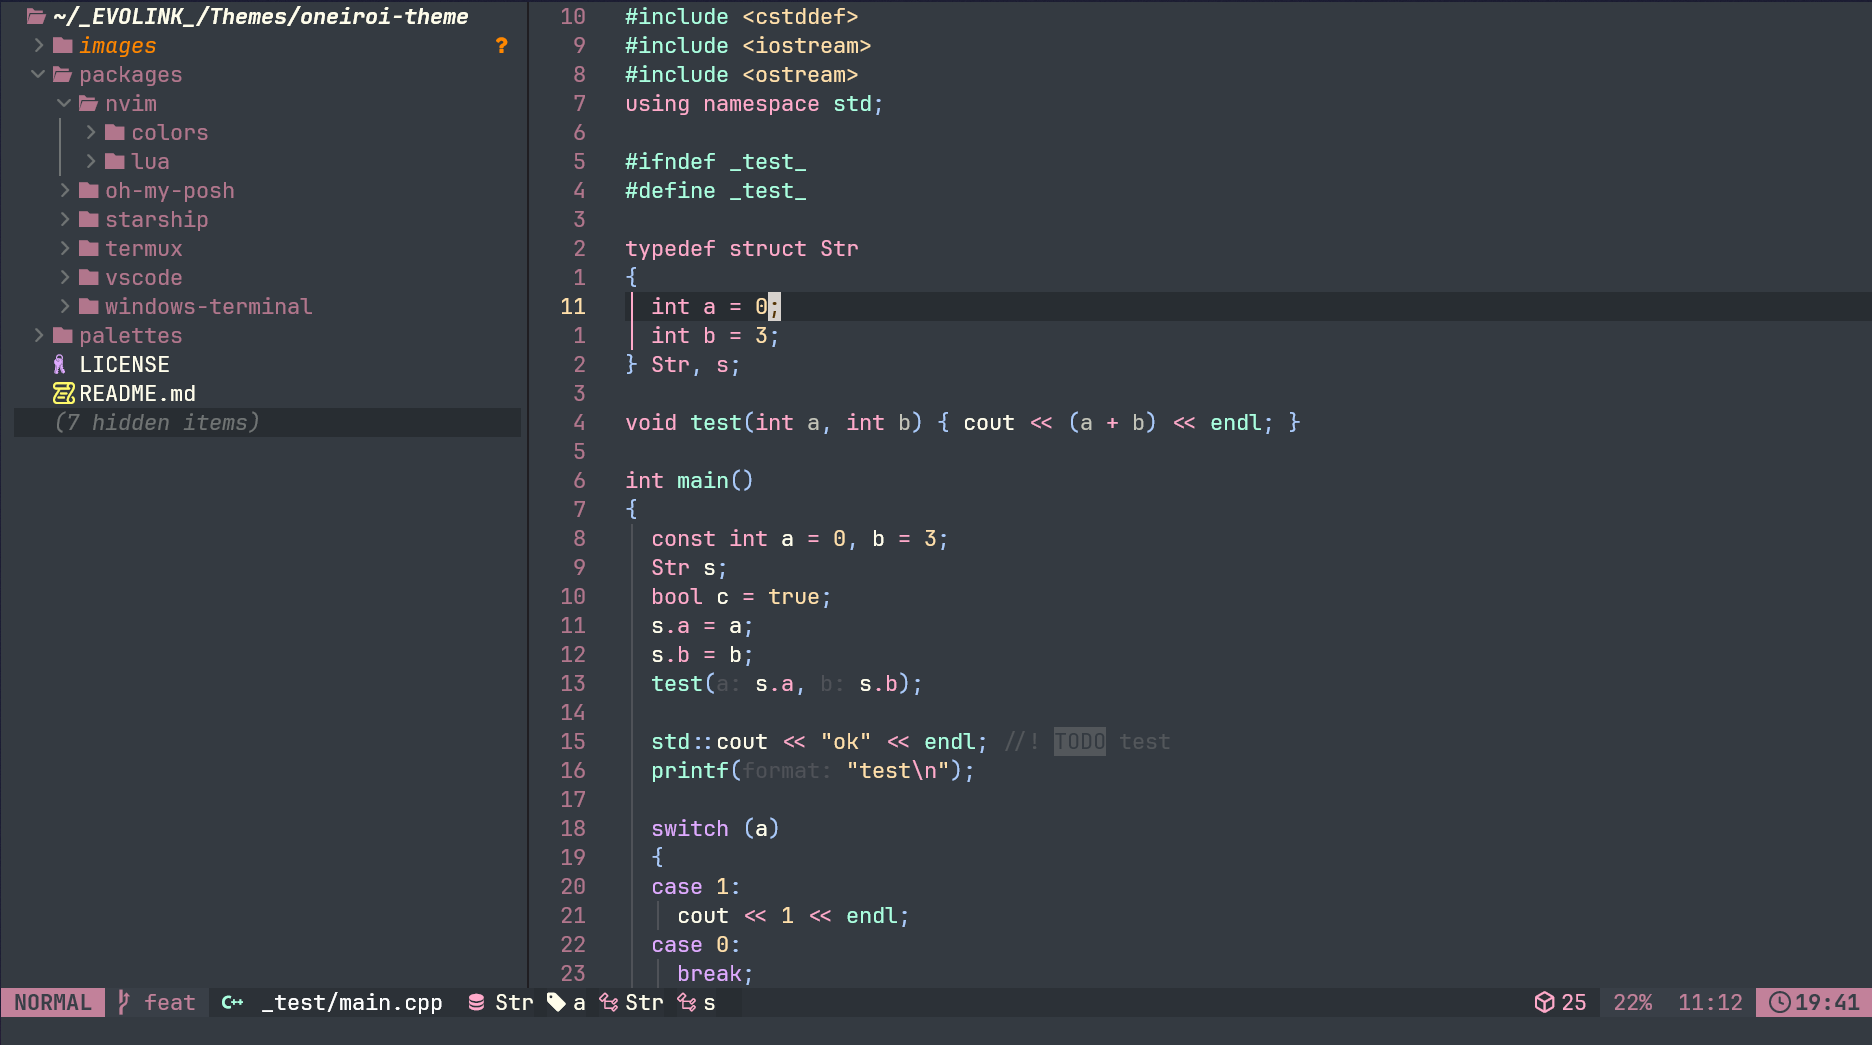 ~/_EVOLINK_/Themes/oneiroi-theme
images ?
packages
nvim
colors
lua
oh-my-posh
starship
termux
vscode
windows-terminal
palettes
LICENSE
README.md
(7 hidden items)
10 #include <cstddef>
9 #include <iostream>
8 #include <ostream>
7 using namespace std;
6
5 #ifndef _test_
4 #define _test_
3
2 typedef struct Str
1 {
11 int a = 0;
1 int b = 3;
2 } Str, s;
3
4 void test(int a, int b) { cout << (a + b) << endl; }
5
6 int main()
7 {
8 const int a = 0, b = 3;
9 Str s;
10 bool c = true;
11 s.a = a;
12 s.b = b;
13 test(a: s.a, b: s.b);
14
15 std::cout << "ok" << endl; //! TODO test
16 printf(format: "test\n");
17
18 switch (a)
19 {
20 case 1:
21 cout << 1 << endl;
22 case 0:
23 break;
NORMAL feat C++ _test/main.cpp Str a Str s 25 22% 11:12 19:41